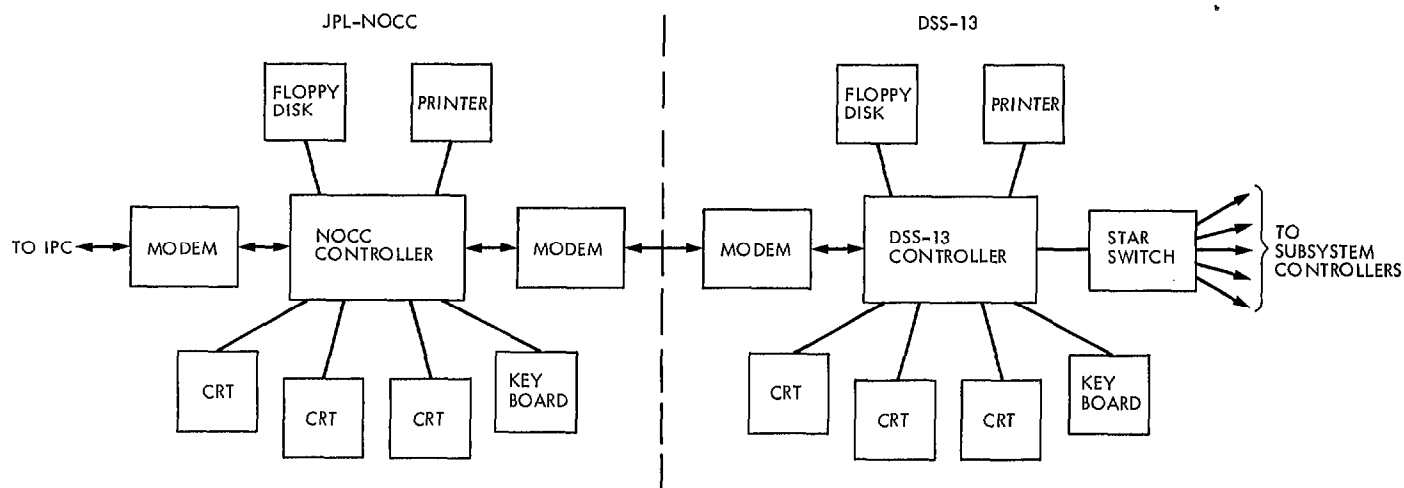 JPL-NOCC
DSS-13
FLOPPY
DISK
PRINTER
FLOPPY
DISK
PRINTER
TO IPC
MODEM
NOCC
CONTROLLER
MODEM
MODEM
DSS-13
CONTROLLER
STAR
SWITCH
TO
SUBSYSTEM
CONTROLLERS
CRT
CRT
CRT
KEY
BOARD
CRT
CRT
CRT
KEY
BOARD